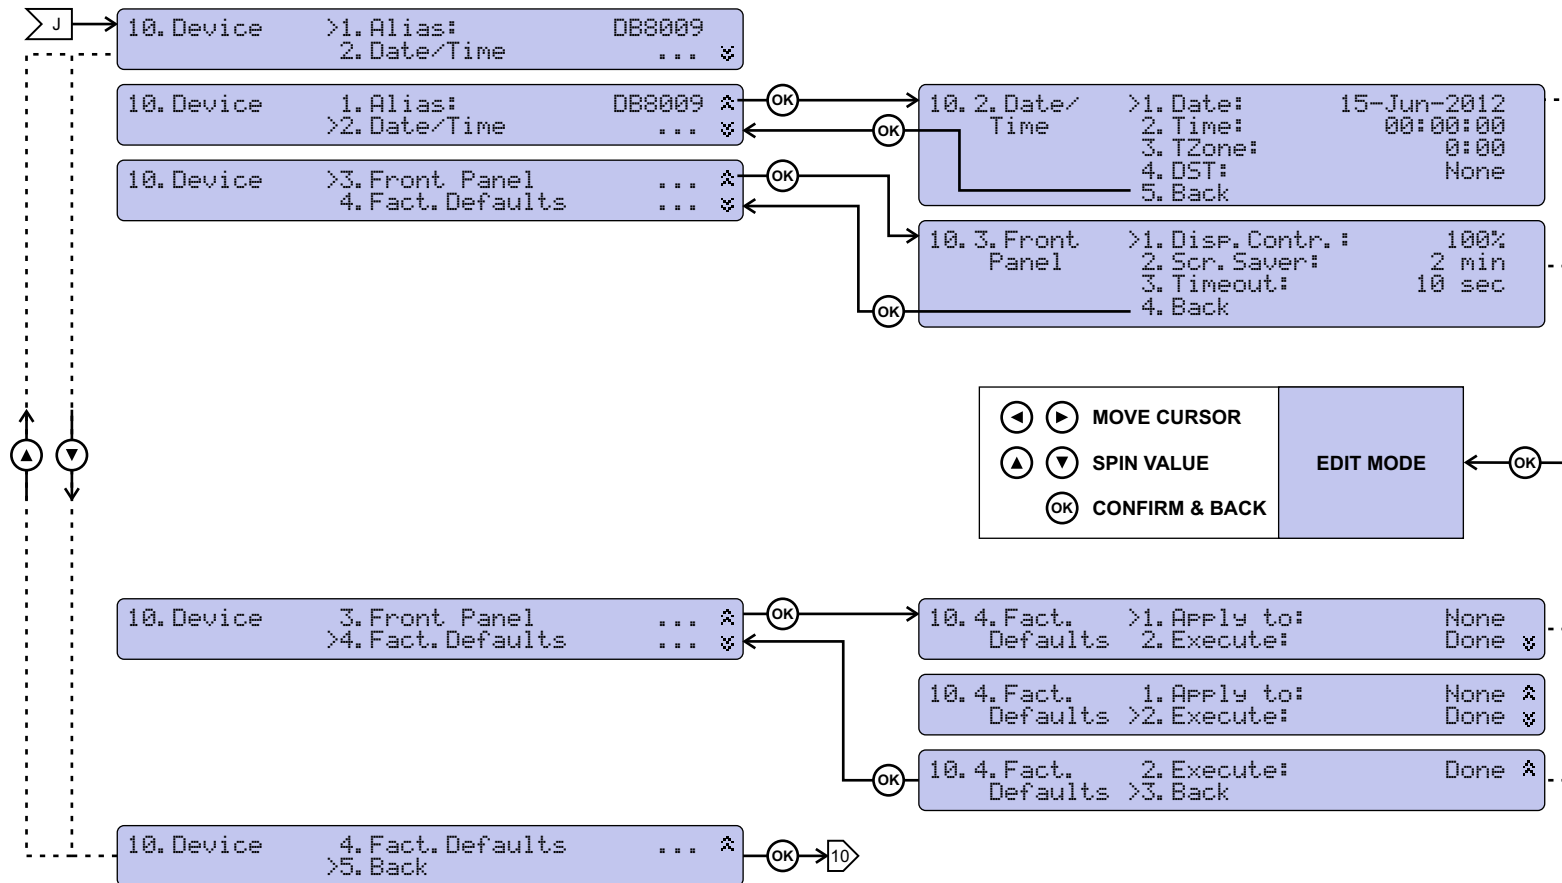 J
10.Device >1.Alias: DB8009
2.Date/Time ...
10.Device 1.Alias: DB8009
>2.Date/Time ...
OK
OK
10.2.Date/ >1.Date: 15-Jun-2012
Time 2.Time: 00:00:00
3.TZone: 0:00
4.DST: None
5.Back
10.Device >3.Front Panel ...
4.Fact.Defaults ...
OK
OK
10.3.Front >1.Disp.Contr.: 100%
Panel 2.Scr.Saver: 2 min
3.Timeout: 10 sec
4.Back
MOVE CURSOR
SPIN VALUE
OK CONFIRM & BACK
EDIT MODE
OK
10.Device 3.Front Panel ...
>4.Fact.Defaults ...
OK
10.4.Fact. >1.Apply to: None
Defaults 2.Execute: Done
10.4.Fact. 1.Apply to: None
Defaults >2.Execute: Done
OK
10.4.Fact. 2.Execute: Done
Defaults >3.Back
10.Device 4.Fact.Defaults ...
>5.Back
OK
10